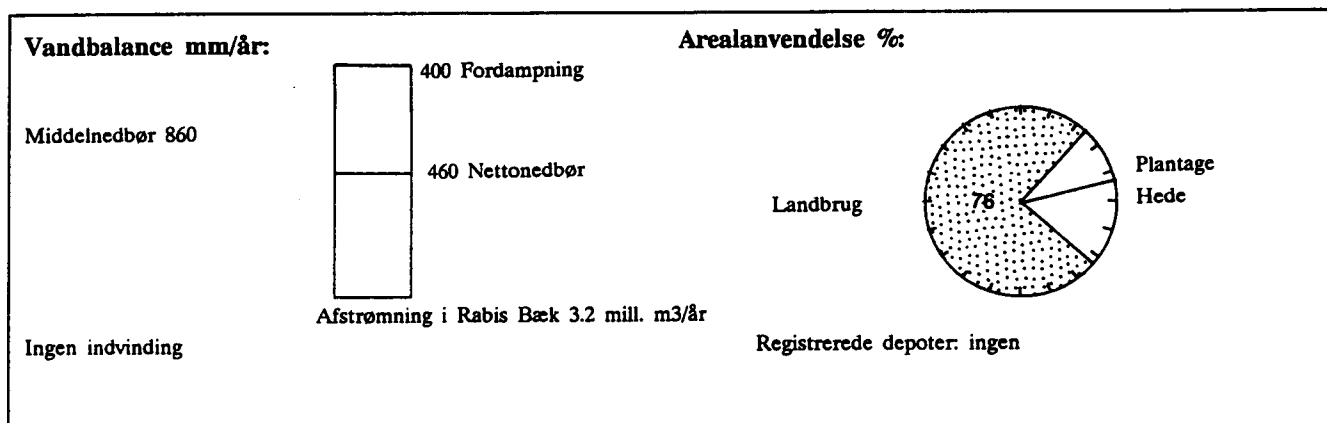 Vandbalance mm/år:
Arealanvendelse %:
400 Fordampning
Middelnedbør 860
460 Nettonedbør
Plantage
Hede
Landbrug
76
Afstrømning i Rabis Bæk 3.2 mill. m3/år
Ingen indvinding
Registrerede depoter: ingen